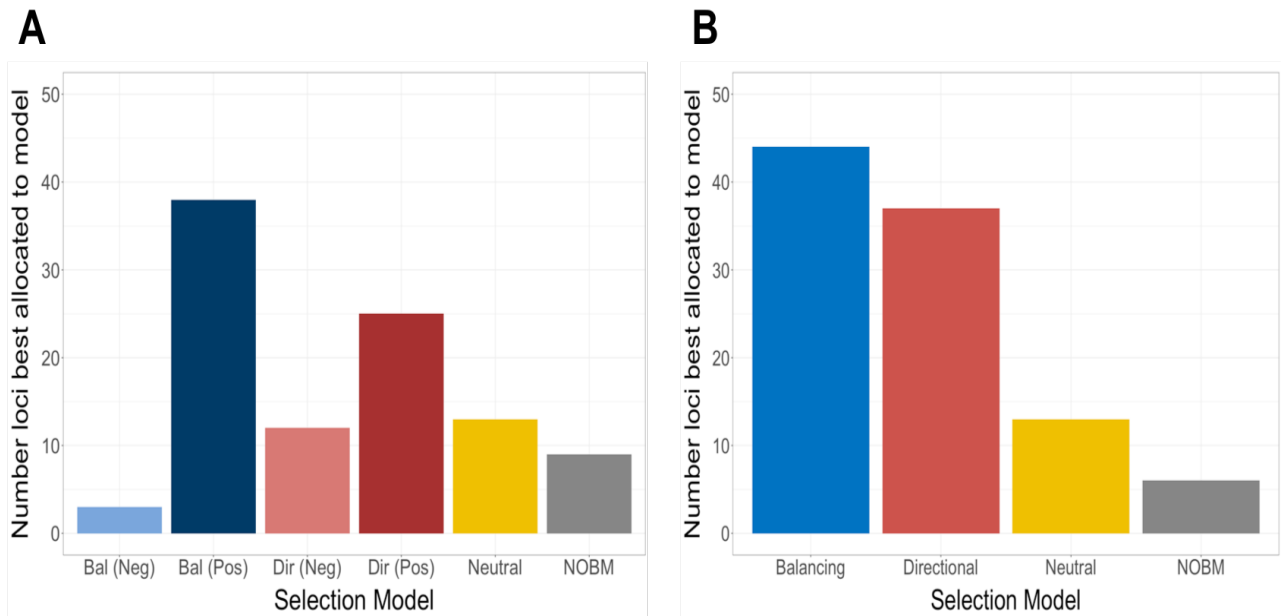 A
Number loci best allocated to model
50
40
30
20
10
0
Bal (Neg) Bal (Pos) Dir (Neg) Dir (Pos) Neutral NOBM
Selection Model
B
Number loci best allocated to model
50
40
30
20
10
0
Balancing Directional Neutral NOBM
Selection Model